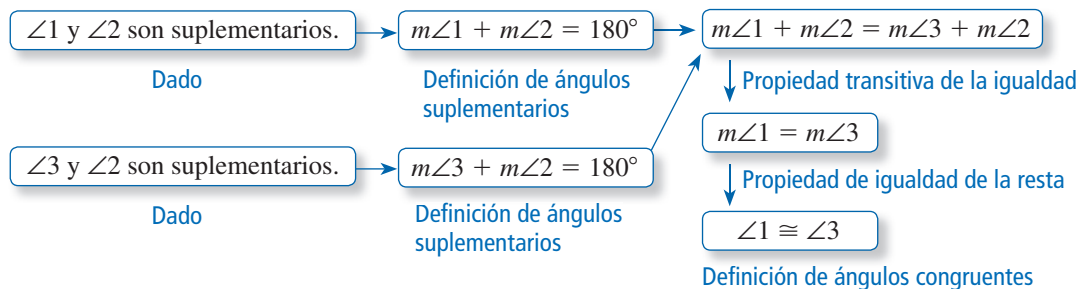 ∠1 y ∠2 son suplementarios.
Dado
m∠1 + m∠2 = 180°
Definición de ángulos
suplementarios
m∠1 + m∠2 = m∠3 + m∠2
Propiedad transitiva de la igualdad
∠3 y ∠2 son suplementarios.
Dado
m∠3 + m∠2 = 180°
Definición de ángulos
suplementarios
m∠1 = m∠3
Propiedad de igualdad de la resta
∠1 ≅ ∠3
Definición de ángulos congruentes